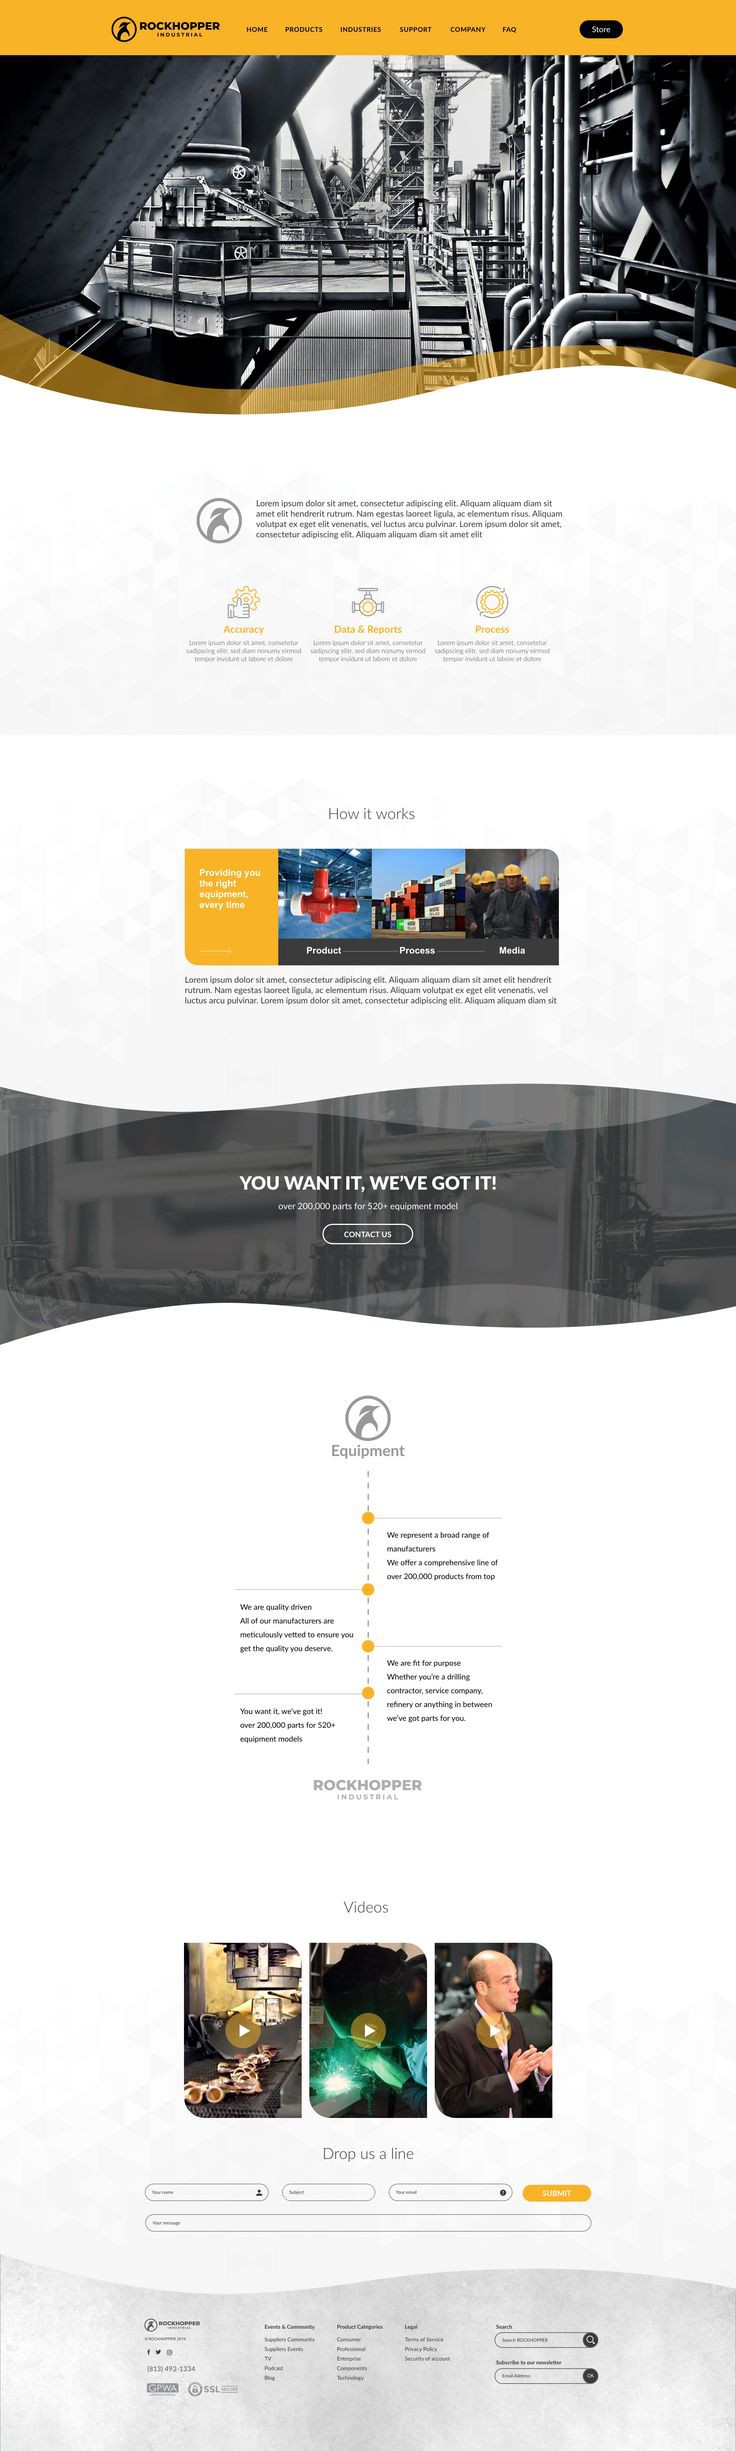 ROCKHOPPER
INDUSTRIAL
HOME PRODUCTS INDUSTRIES SUPPORT COMPANY FAQ
Store
Lorem ipsum dolor sit amet, consectetur adipiscing elit. Aliquam aliquam diam sit
amet elit hendrerit rutrum. Nam egestas laoreet ligula, ac elementum risus. Aliquam
volutpat ex eget elit venenatis, vel luctus arcu pulvinar. Lorem ipsum dolor sit amet,
consectetur adipiscing elit. Aliquam aliquam diam sit amet elit
Accuracy
Lorem ipsum dolor sit amet, consetetur
sadipscing elitr, sed diam nonumy eirmod
tempor invidunt ut labore et dolore
Data & Reports
Lorem ipsum dolor sit amet, consetetur
sadipscing elitr, sed diam nonumy eirmod
tempor invidunt ut labore et dolore
Process
Lorem ipsum dolor sit amet, consetetur
sadipscing elitr, sed diam nonumy eirmod
tempor invidunt ut labore et dolore
How it works
Providing you
the right
equipment,
every time
Product Process Media
Lorem ipsum dolor sit amet, consectetur adipiscing elit. Aliquam aliquam diam sit amet elit hendrerit
rutrum. Nam egestas laoreet ligula, ac elementum risus. Aliquam volutpat ex eget elit venenatis, vel
luctus arcu pulvinar. Lorem ipsum dolor sit amet, consectetur adipiscing elit. Aliquam aliquam diam sit
YOU WANT IT, WE'VE GOT IT!
over 200,000 parts for 520+ equipment model
CONTACT US
Equipment
We represent a broad range of
manufacturers
We offer a comprehensive line of
over 200,000 products from top
We are quality driven
All of our manufacturers are
meticulously vetted to ensure you
get the quality you deserve.
We are fit for purpose
Whether you're a drilling
contractor, service company,
refinery or anything in between
we've got parts for you.
You want it, we've got it!
over 200,000 parts for 520+
equipment models
ROCKHOPPER
INDUSTRIAL
Videos
Drop us a line
Your name
Subject
Your email
SUBMIT
Your message
ROCKHOPPER
INDUSTRIAL
© ROCKHOPPER 2019
(813) 492-1334
GPWA
SSL
SECURE
Events & Community
Suppliers Community
Suppliers Events
TV
Podcast
Blog
Product Categories
Consumer
Professional
Enterprise
Components
Technology
Legal
Terms of Service
Privacy Policy
Security of account
Search
Search ROCKHOPPER
Subscribe to our newsletter
Email Address
OK